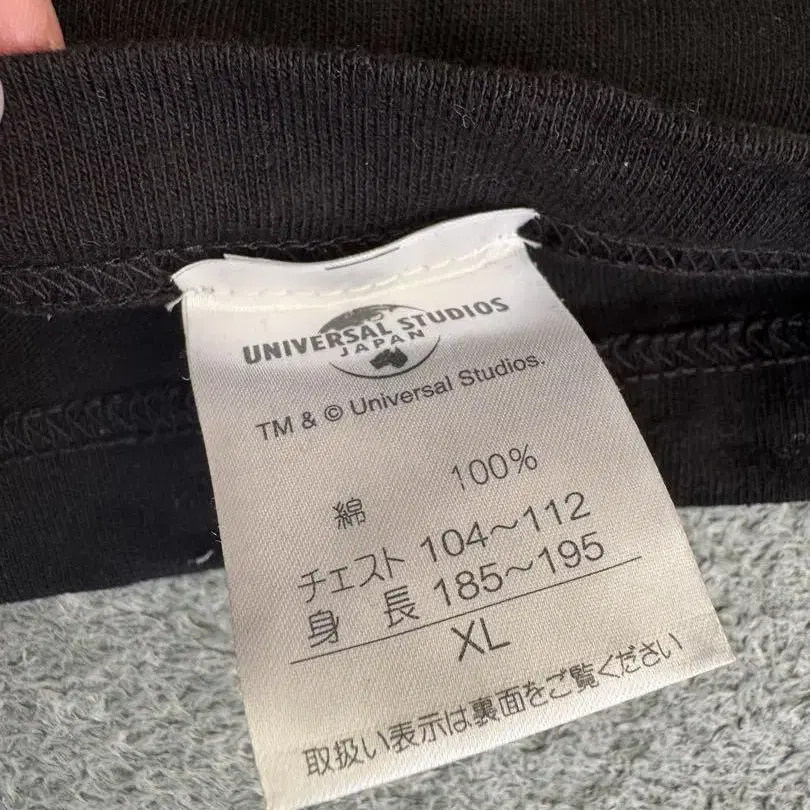 UNIVERSAL STUDIOS
JAPAN
TM & © Universal Studios.
綿 100%
チェスト 104～112
身 長 185～195
XL
取扱い表示は裏面をご覧ください